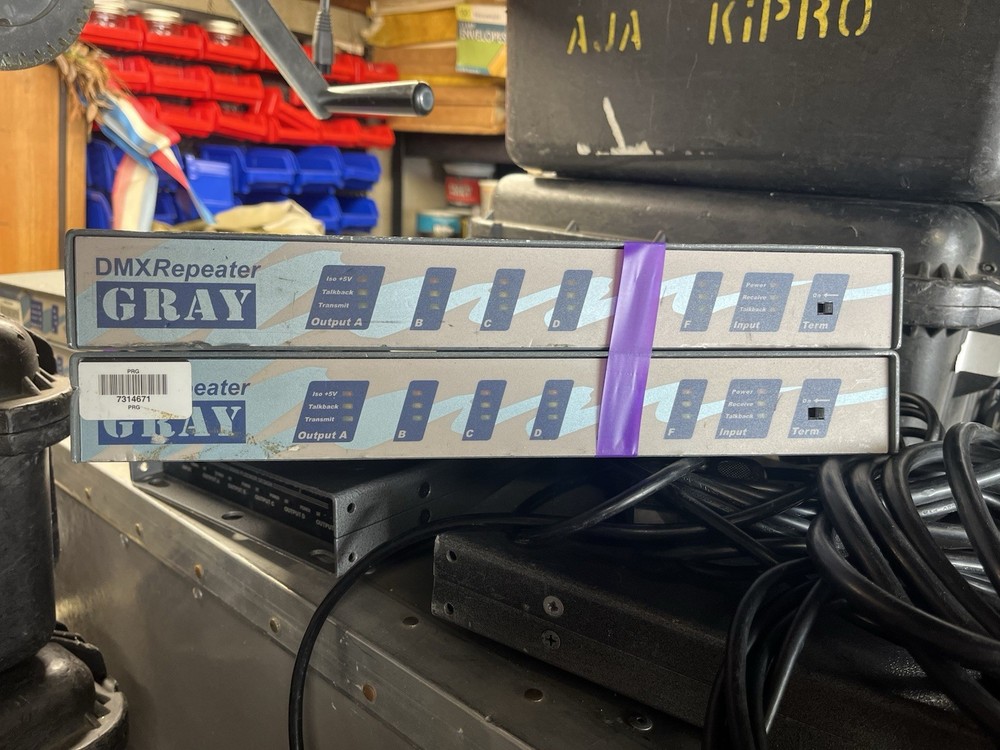 AJA KiPRO
DMXRepeater
GRAY
Iso +5V
Talkback
Transmit
Output A
B
C
D
F
Power
Receive
Talkback
Input
On
Term
PRG
7314671
PRG
eater
GRAY
Iso +5V
Talkback
Transmit
Output A
B
C
D
F
Power
Receive
Talkback
Input
On
Term